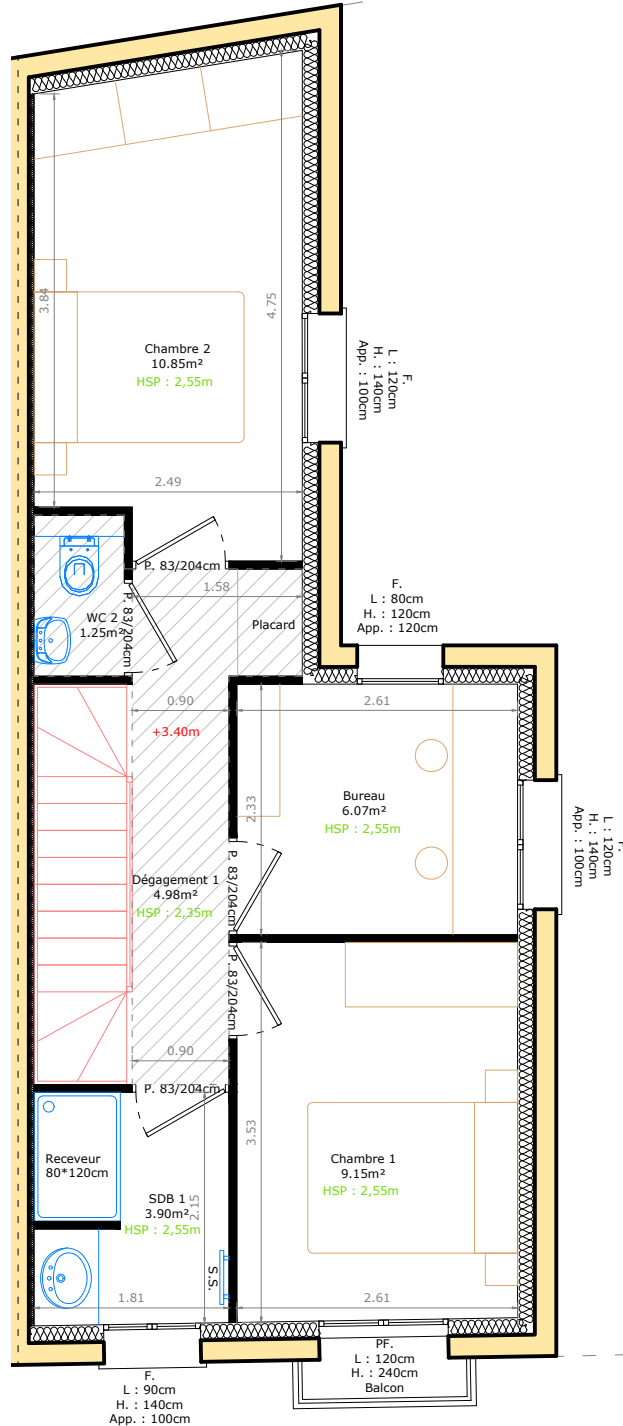 3.84
4.75
Chambre 2
10.85m²
HSP : 2,55m
F.
L : 120cm
H. : 140cm
App. : 100cm
2.49
P. 83/204cm
1.58
WC 2
1.25m²
P. 83/204cm
Placard
F.
L : 80cm
H. : 120cm
App. : 120cm
0.90
2.61
+3.40m
2.33
Bureau
6.07m²
HSP : 2,55m
F.
L : 120cm
H. : 140cm
App. : 100cm
P. 83/204cm
Dégagement 1
4.98m²
HSP : 2,35m
P. 83/204cm
0.90
P. 83/204cm
3.53
Receveur
80*120cm
Chambre 1
9.15m²
HSP : 2,55m
SDB 1
3.90m²
HSP : 2,55m
2.15
S.S.
1.81
2.61
F.
L : 90cm
H. : 140cm
App. : 100cm
PF.
L : 120cm
H. : 240cm
Balcon